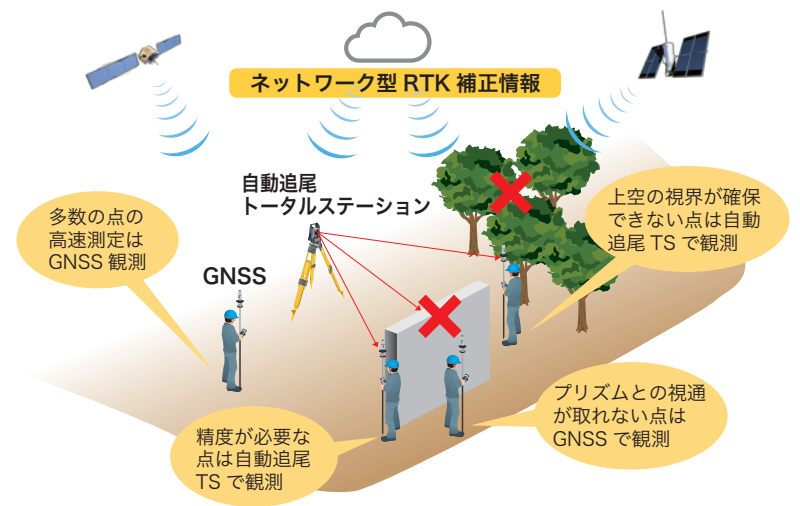 ネットワーク型 RTK 補正情報
自動追尾
トータルステーション
多数の点の
高速測定は
GNSS 観測
GNSS
上空の視界が確保
できない点は自動
追尾 TS で観測
精度が必要な
点は自動追尾
TS で観測
プリズムとの視通
が取れない点は
GNSS で観測